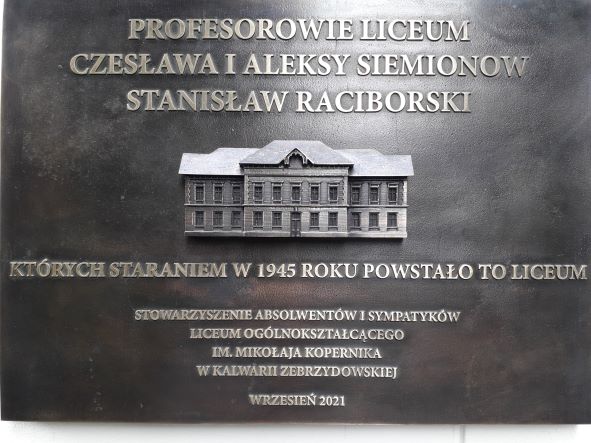 PROFESOROWIE LICEUM
CZESŁAWA I ALEKSY SIEMIONOW
STANISŁAW RACIBORSKI
KTÓRYCH STARANIEM W 1945 ROKU POWSTAŁO TO LICEUM
STOWARZYSZENIE ABSOLWENTÓW I SYMPATYKÓW
LICEUM OGÓLNOKSZTAŁCĄCEGO
IM. MIKOŁAJA KOPERNIKA
W KALWARII ZEBRZYDOWSKIEJ
WRZESIEŃ 2021